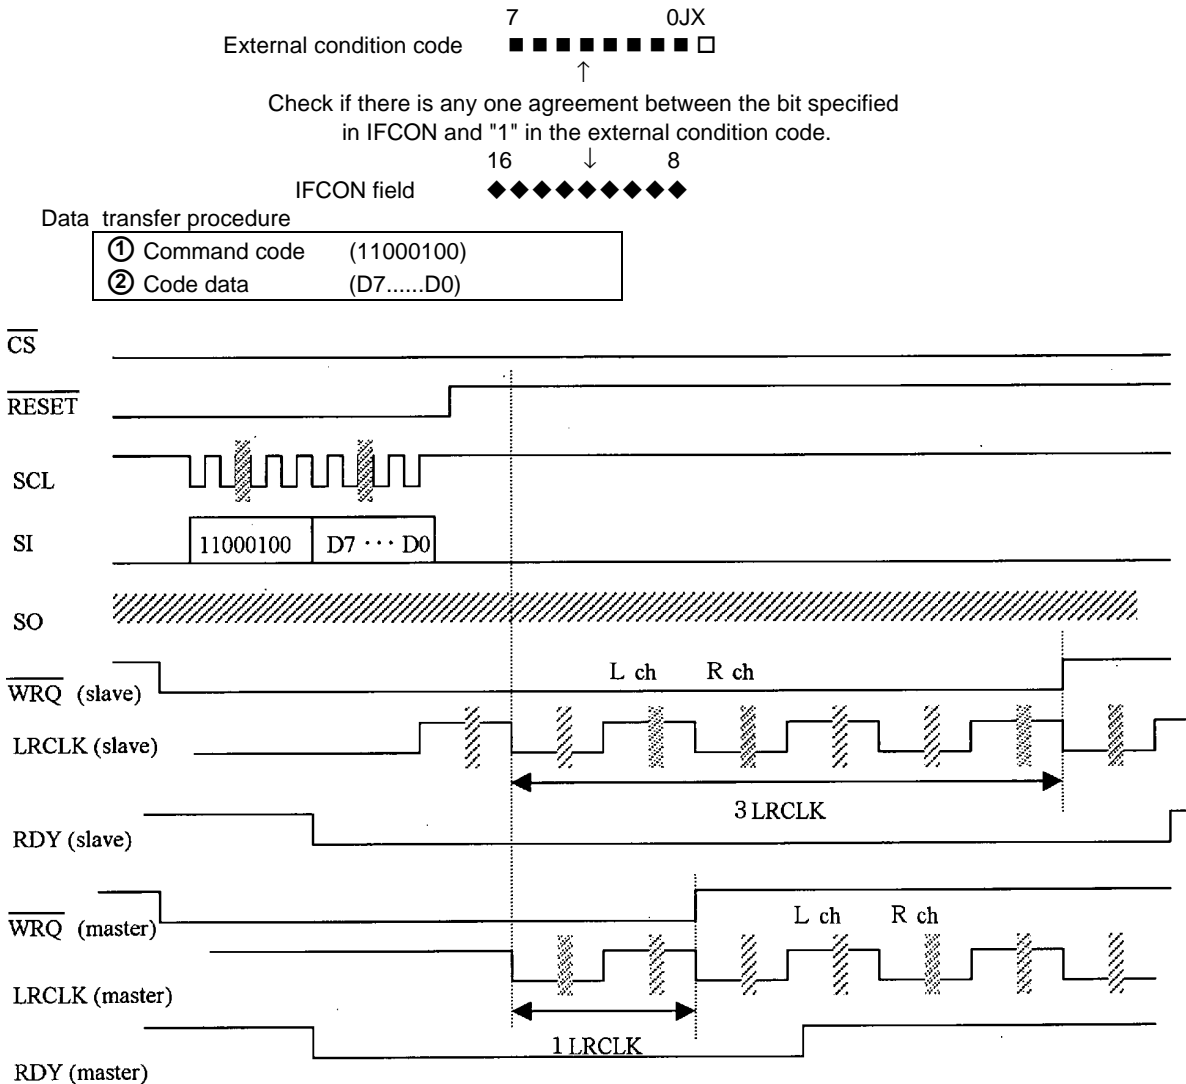 7 0JX
External condition code ■ ■ ■ ■ ■ ■ ■ ■ □
↑
Check if there is any one agreement between the bit specified
in IFCON and "1" in the external condition code.
16 ↓ 8
IFCON field ◆◆◆◆◆◆◆◆◆
Data transfer procedure
① Command code (11000100)
② Code data (D7......D0)
CS
RESET
SCL
SI 11000100 D7 ··· D0
SO
L ch R ch
WRQ (slave)
LRCLK (slave)
3 LRCLK
RDY (slave)
WRQ (master) L ch R ch
LRCLK (master)
1 LRCLK
RDY (master)